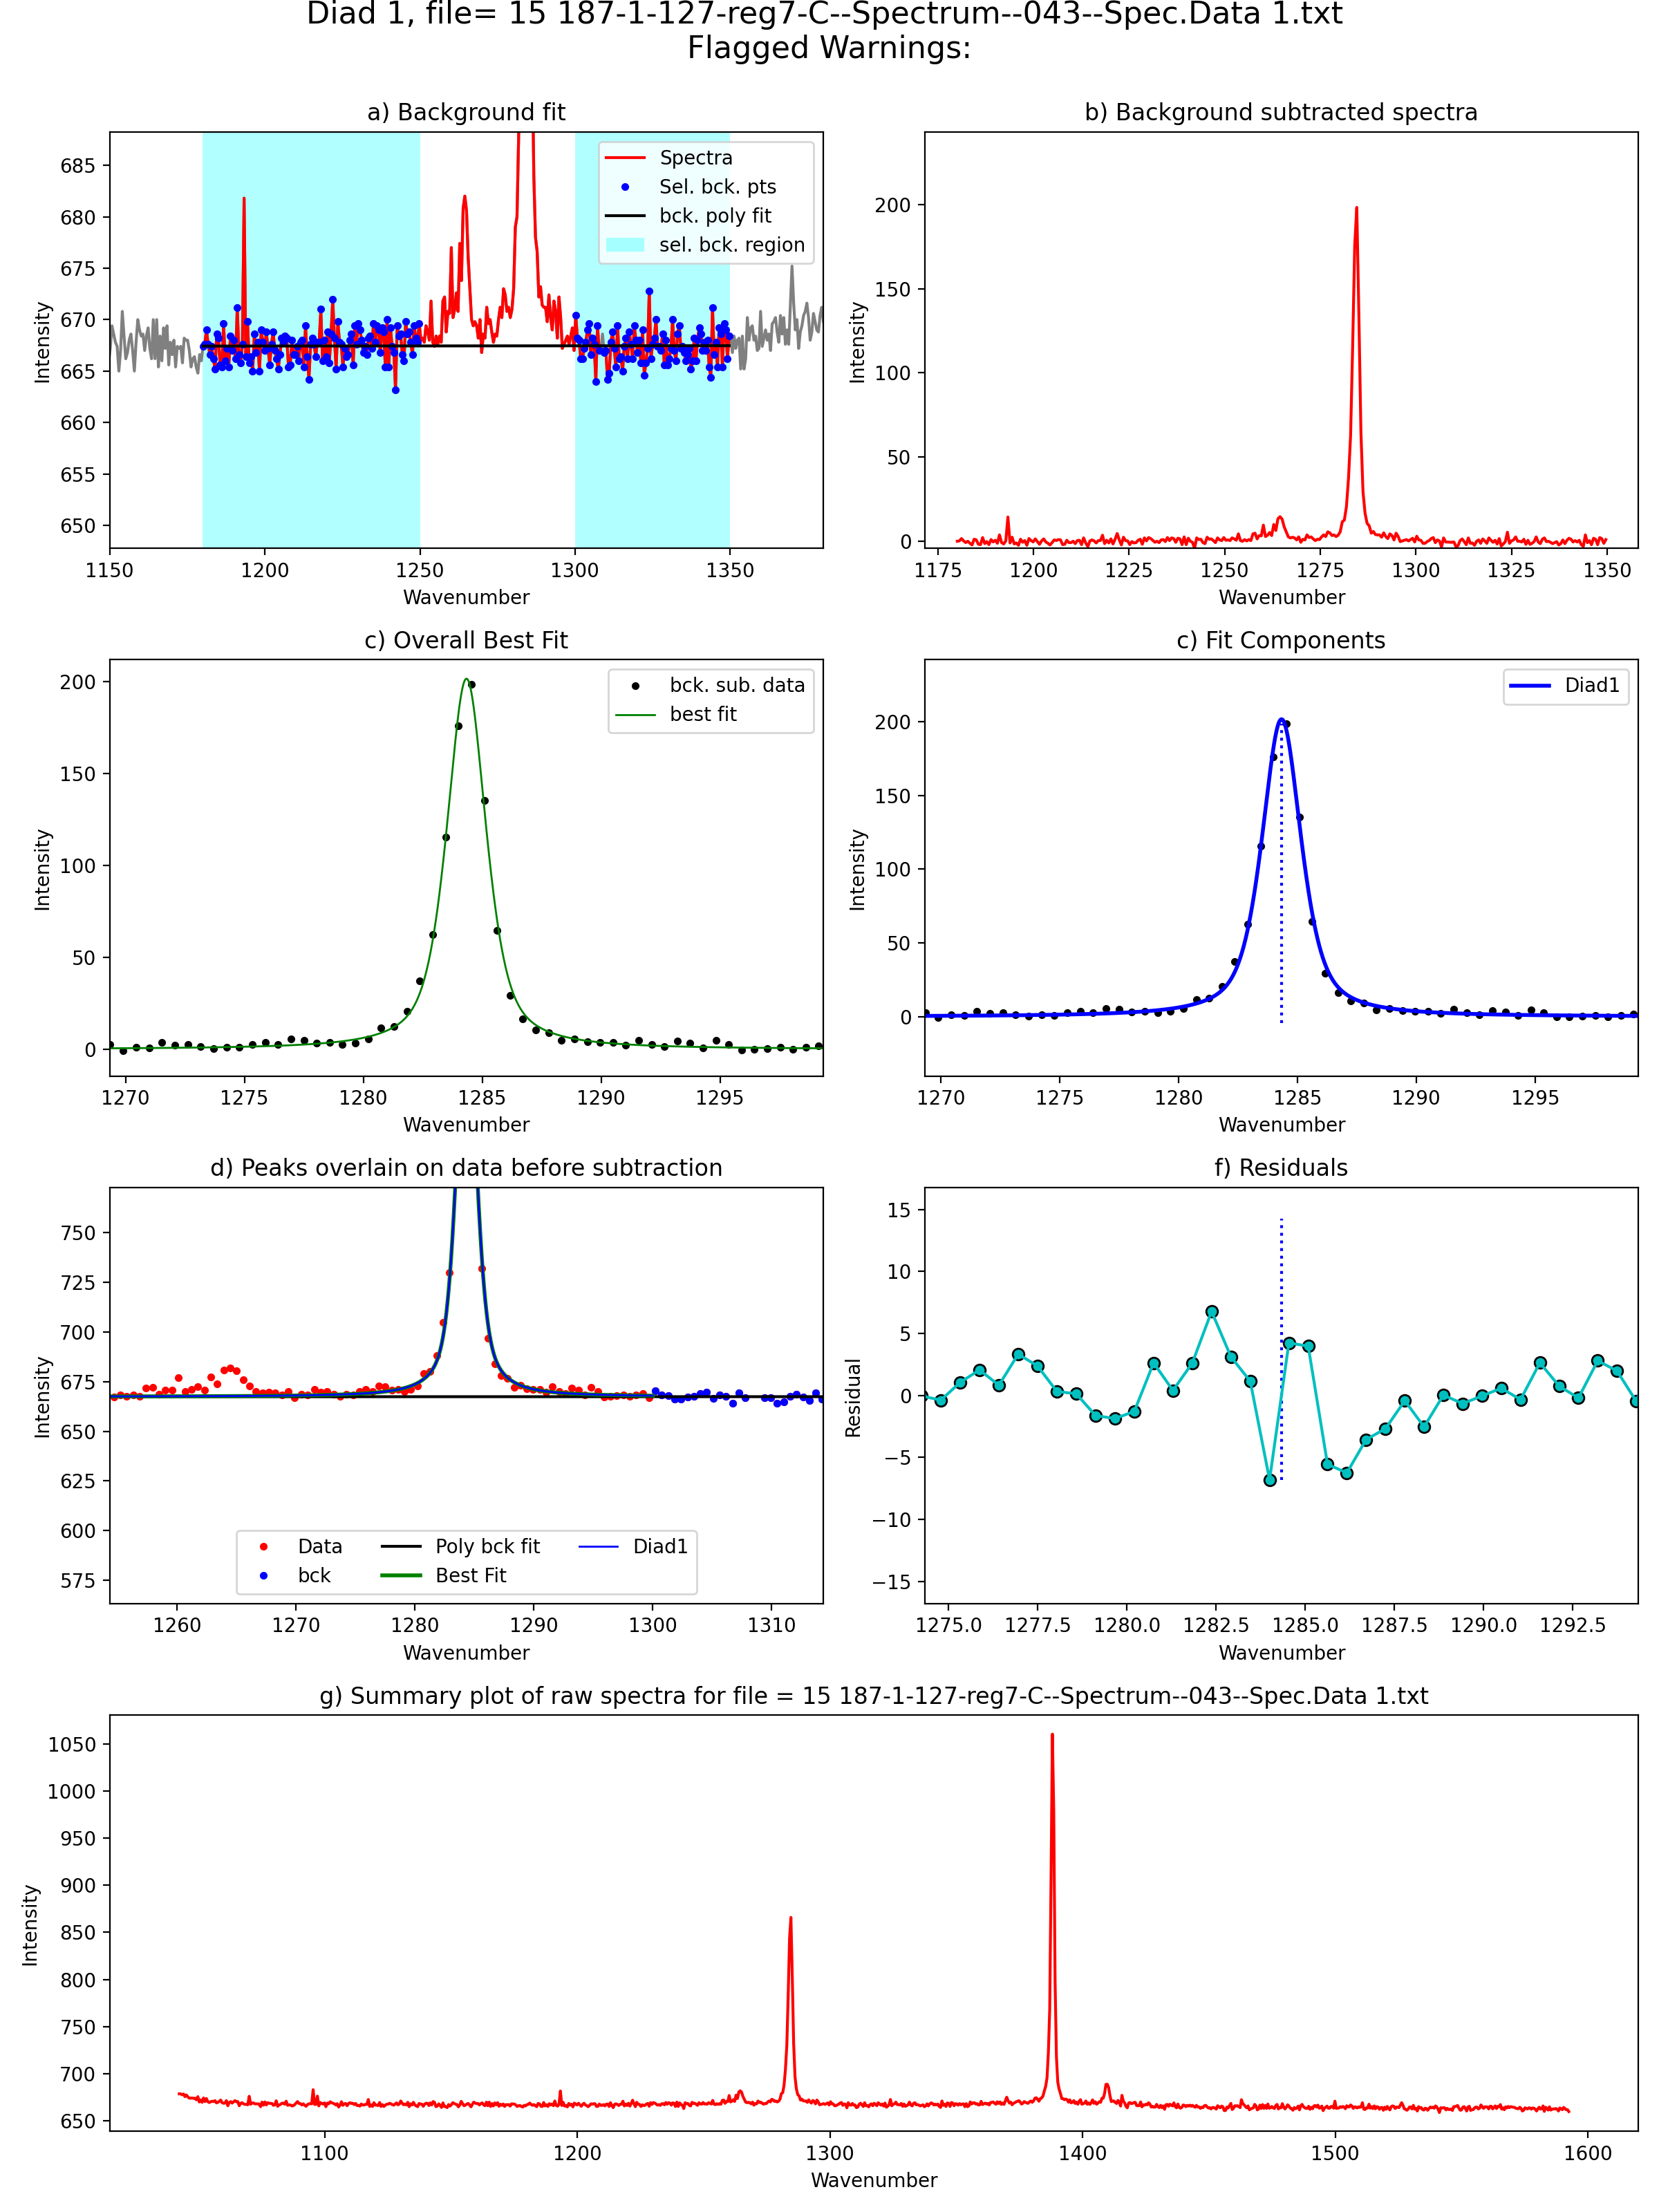 Diad 1, file= 15 187-1-127-reg7-C--Spectrum--043--Spec.Data 1.txt
Flagged Warnings:
a) Background fit
685
680
675
670
665
660
655
650
Intensity
Spectra
Sel. bck. pts
bck. poly fit
sel. bck. region
1150 1200 1250 1300 1350
Wavenumber
b) Background subtracted spectra
200
150
100
50
0
Intensity
1175 1200 1225 1250 1275 1300 1325 1350
Wavenumber
c) Overall Best Fit
200
150
100
50
0
Intensity
bck. sub. data
best fit
1270 1275 1280 1285 1290 1295
Wavenumber
c) Fit Components
200
150
100
50
0
Intensity
Diad1
1270 1275 1280 1285 1290 1295
Wavenumber
d) Peaks overlain on data before subtraction
750
725
700
675
650
625
600
575
Intensity
Data
bck
Poly bck fit
Best Fit
Diad1
1260 1270 1280 1290 1300 1310
Wavenumber
f) Residuals
15
10
5
0
−5
−10
−15
Residual
1275.0 1277.5 1280.0 1282.5 1285.0 1287.5 1290.0 1292.5
Wavenumber
g) Summary plot of raw spectra for file = 15 187-1-127-reg7-C--Spectrum--043--Spec.Data 1.txt
1050
1000
950
900
850
800
750
700
650
Intensity
1100 1200 1300 1400 1500 1600
Wavenumber